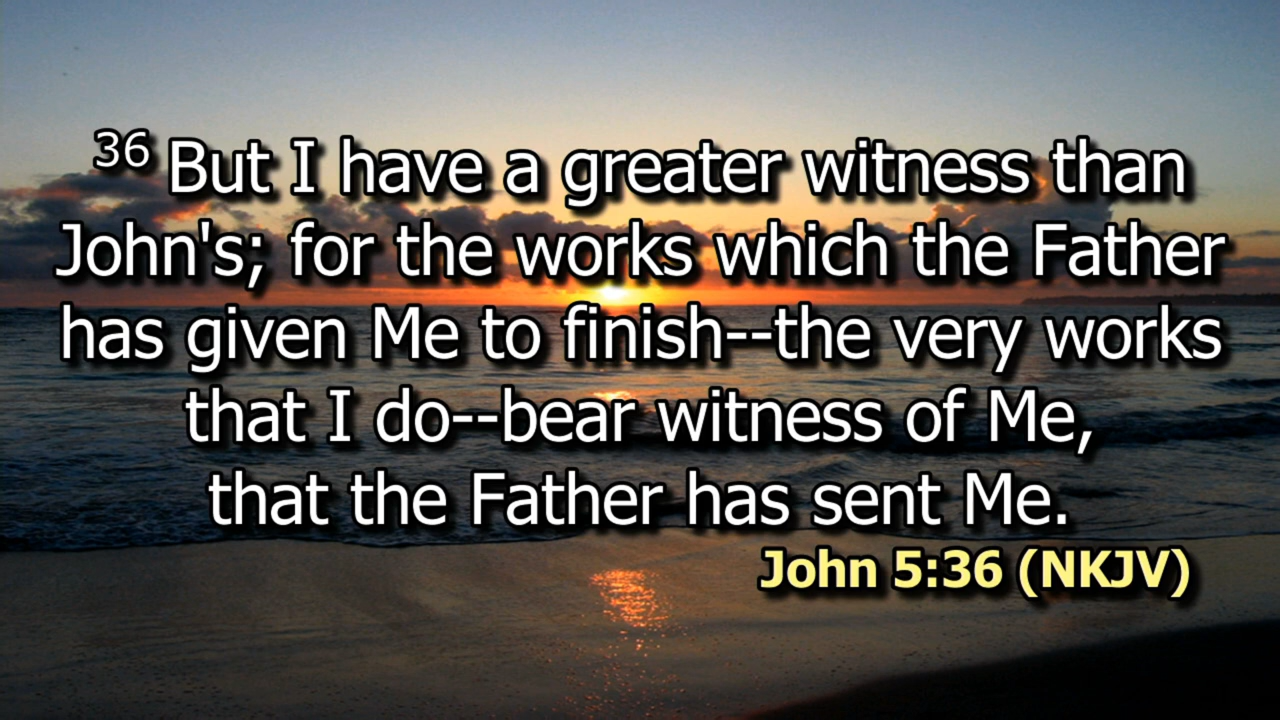 36 But I have a greater witness than
John's; for the works which the Father
has given Me to finish--the very works
that I do--bear witness of Me,
that the Father has sent Me.
John 5:36 (NKJV)